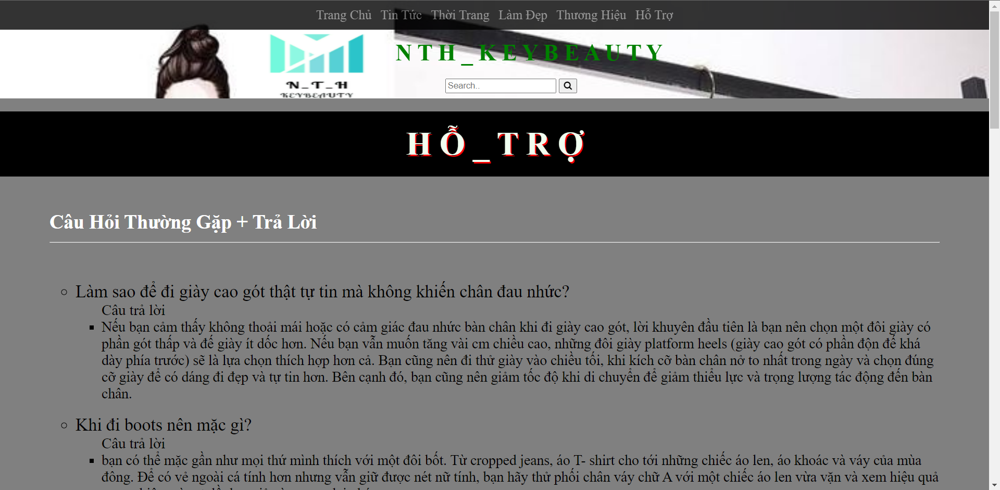 Trang Chủ Tin Tức Thời Trang Làm Đẹp Thương Hiệu Hỗ Trợ
N T H _ K E Y B E A U T Y
N_T_H
KEYBEAUTY
Search..
H Ỗ _ T R Ợ
Câu Hỏi Thường Gặp + Trả Lời
Làm sao để đi giày cao gót thật tự tin mà không khiến chân đau nhức?
Câu trả lời
Nếu bạn cảm thấy không thoải mái hoặc có cảm giác đau nhức bàn chân khi đi giày cao gót, lời khuyên đầu tiên là bạn nên chọn một đôi giày có
phần gót thấp và đế giày ít dốc hơn. Nếu bạn vẫn muốn tăng vài cm chiều cao, những đôi giày platform heels (giày cao gót có phần độn đế khá
dày phía trước) sẽ là lựa chọn thích hợp hơn cả. Bạn cũng nên đi thử giày vào chiều tối, khi kích cỡ bàn chân nở to nhất trong ngày và chọn đúng
cỡ giày để có dáng đi đẹp và tự tin hơn. Bên cạnh đó, bạn cũng nên giảm tốc độ khi di chuyển để giảm thiểu lực và trọng lượng tác động đến bàn
chân.
Khi đi boots nên mặc gì?
Câu trả lời
bạn có thể mặc gần như mọi thứ mình thích với một đôi bốt. Từ cropped jeans, áo T- shirt cho tới những chiếc áo len, áo khoác và váy của mùa
đông. Để có vẻ ngoài cá tính hơn nhưng vẫn giữ được nét nữ tính, bạn hãy thử phối chân váy chữ A với một chiếc áo len vừa vặn và xem hiệu quả